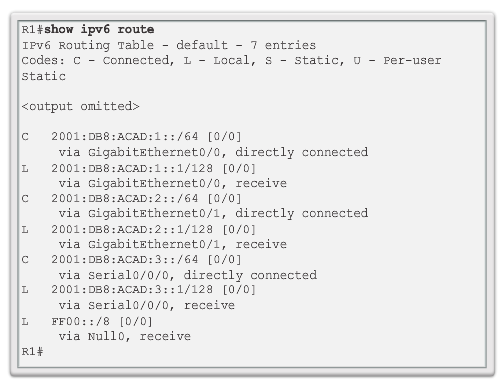 R1#show ipv6 route
IPv6 Routing Table - default - 7 entries
Codes: C - Connected, L - Local, S - Static, U - Per-user
Static
<output omitted>
C 2001:DB8:ACAD:1::/64 [0/0]
via GigabitEthernet0/0, directly connected
L 2001:DB8:ACAD:1::1/128 [0/0]
via GigabitEthernet0/0, receive
C 2001:DB8:ACAD:2::/64 [0/0]
via GigabitEthernet0/1, directly connected
L 2001:DB8:ACAD:2::1/128 [0/0]
via GigabitEthernet0/1, receive
C 2001:DB8:ACAD:3::/64 [0/0]
via Serial0/0/0, directly connected
L 2001:DB8:ACAD:3::1/128 [0/0]
via Serial0/0/0, receive
L FF00::/8 [0/0]
via Null0, receive
R1#